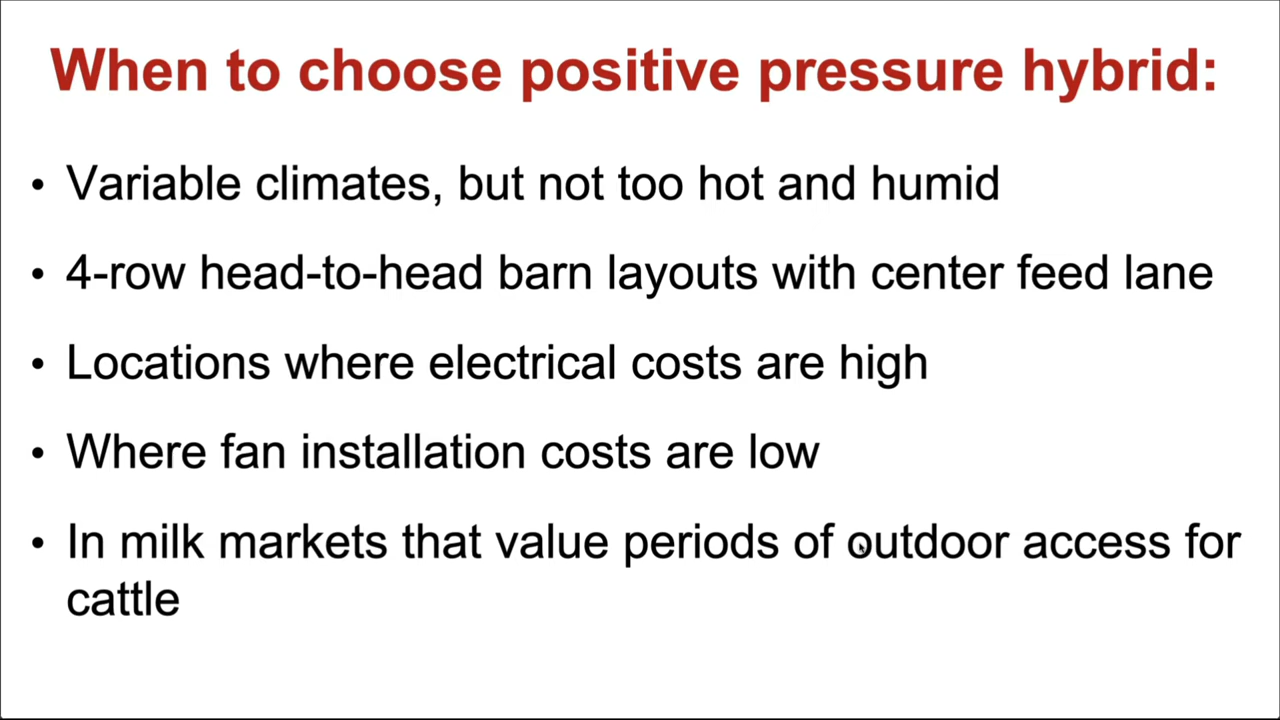 When to choose positive pressure hybrid:
• Variable climates, but not too hot and humid
• 4-row head-to-head barn layouts with center feed lane
• Locations where electrical costs are high
• Where fan installation costs are low
• In milk markets that value periods of outdoor access for
cattle